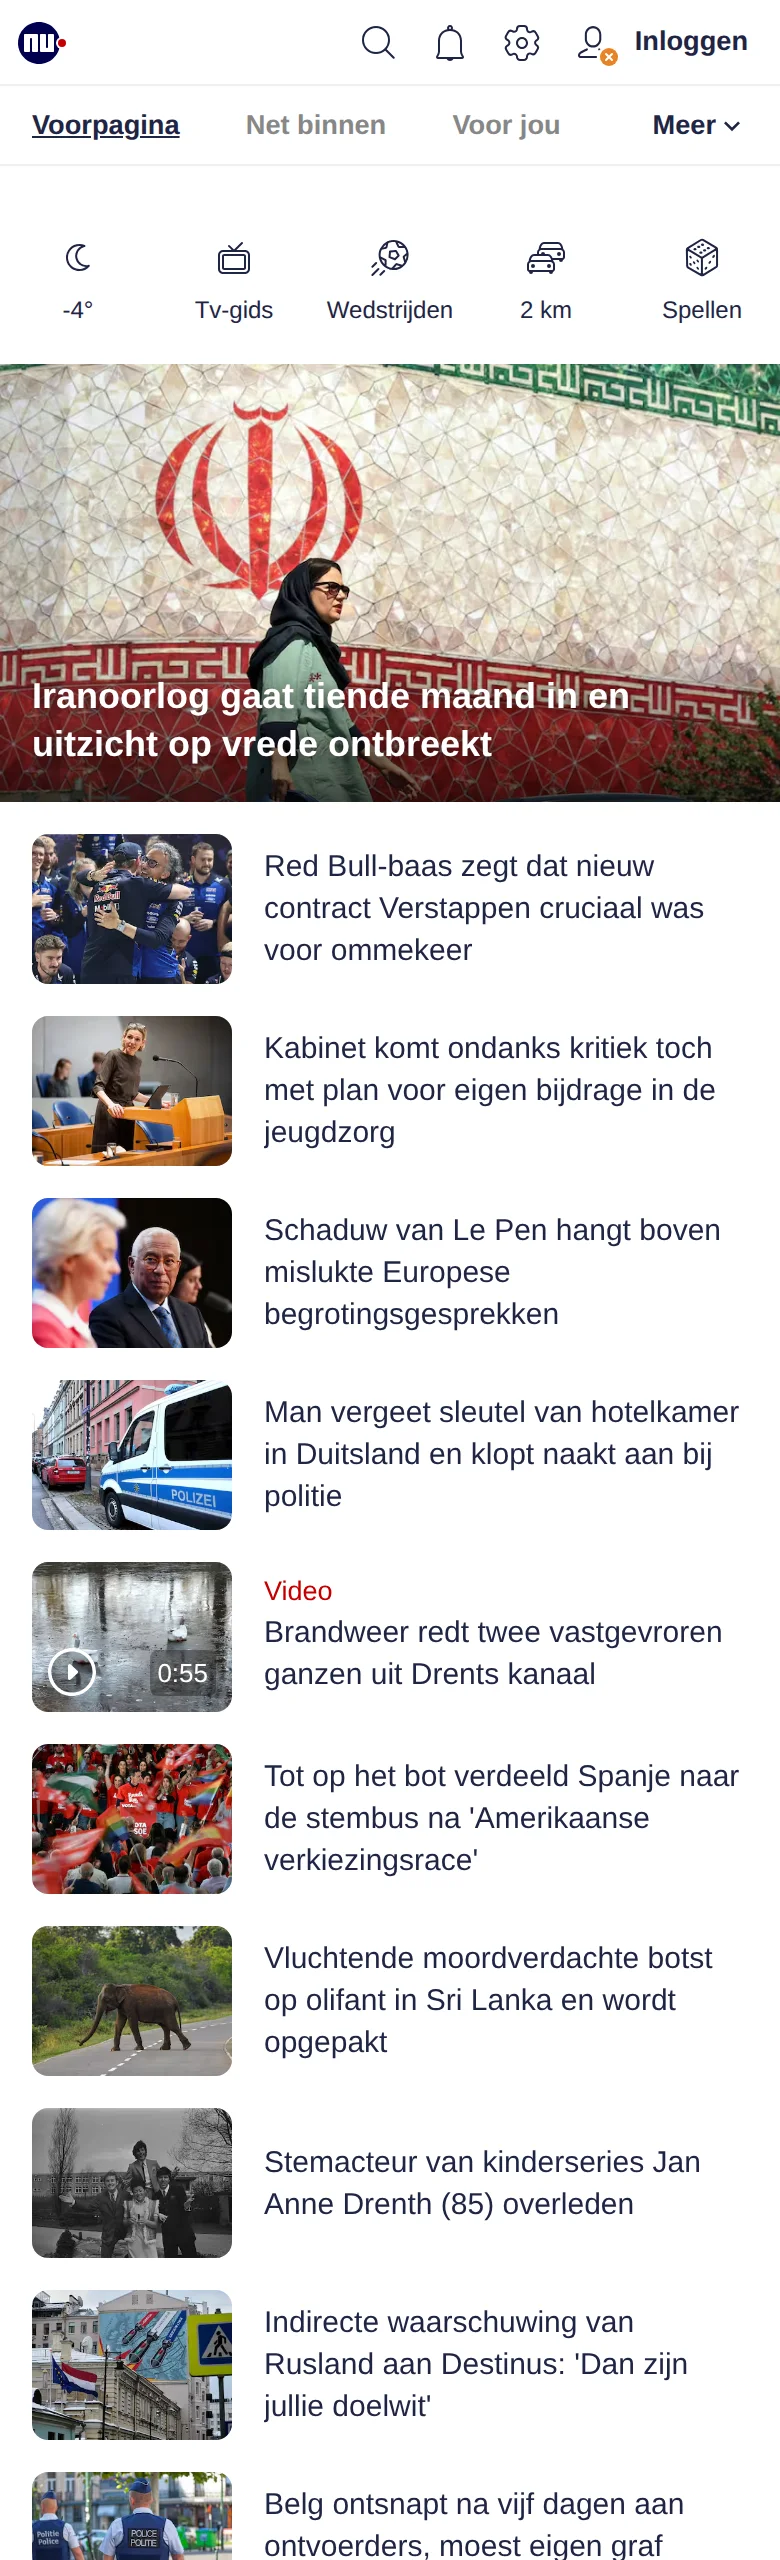 nu
Inloggen
Voorpagina
Net binnen
Voor jou
Meer
-4°
Tv-gids
Wedstrijden
2 km
Spellen
Iranoorlog gaat tiende maand in en
uitzicht op vrede ontbreekt
Red Bull-baas zegt dat nieuw
contract Verstappen cruciaal was
voor ommekeer
Kabinet komt ondanks kritiek toch
met plan voor eigen bijdrage in de
jeugdzorg
Schaduw van Le Pen hangt boven
mislukte Europese
begrotingsgesprekken
POLIZEI
Man vergeet sleutel van hotelkamer
in Duitsland en klopt naakt aan bij
politie
0:55
Video
Brandweer redt twee vastgevroren
ganzen uit Drents kanaal
Tot op het bot verdeeld Spanje naar
de stembus na 'Amerikaanse
verkiezingsrace'
Vluchtende moordverdachte botst
op olifant in Sri Lanka en wordt
opgepakt
Stemacteur van kinderseries Jan
Anne Drenth (85) overleden
Indirecte waarschuwing van
Rusland aan Destinus: 'Dan zijn
jullie doelwit'
Politie
Police
POLICE
POLITIE
Belg ontsnapt na vijf dagen aan
ontvoerders, moest eigen graf